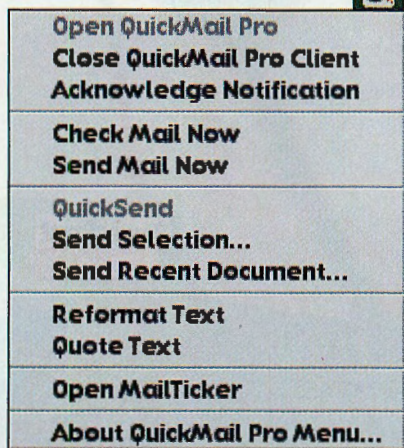 Open QuickMail Pro
Close QuickMail Pro Client
Acknowledge Notification
Check Mail Now
Send Mail Now
QuickSend
Send Selection...
Send Recent Document...
Reformat Text
Quote Text
Open MailTicker
About QuickMail Pro Menu...